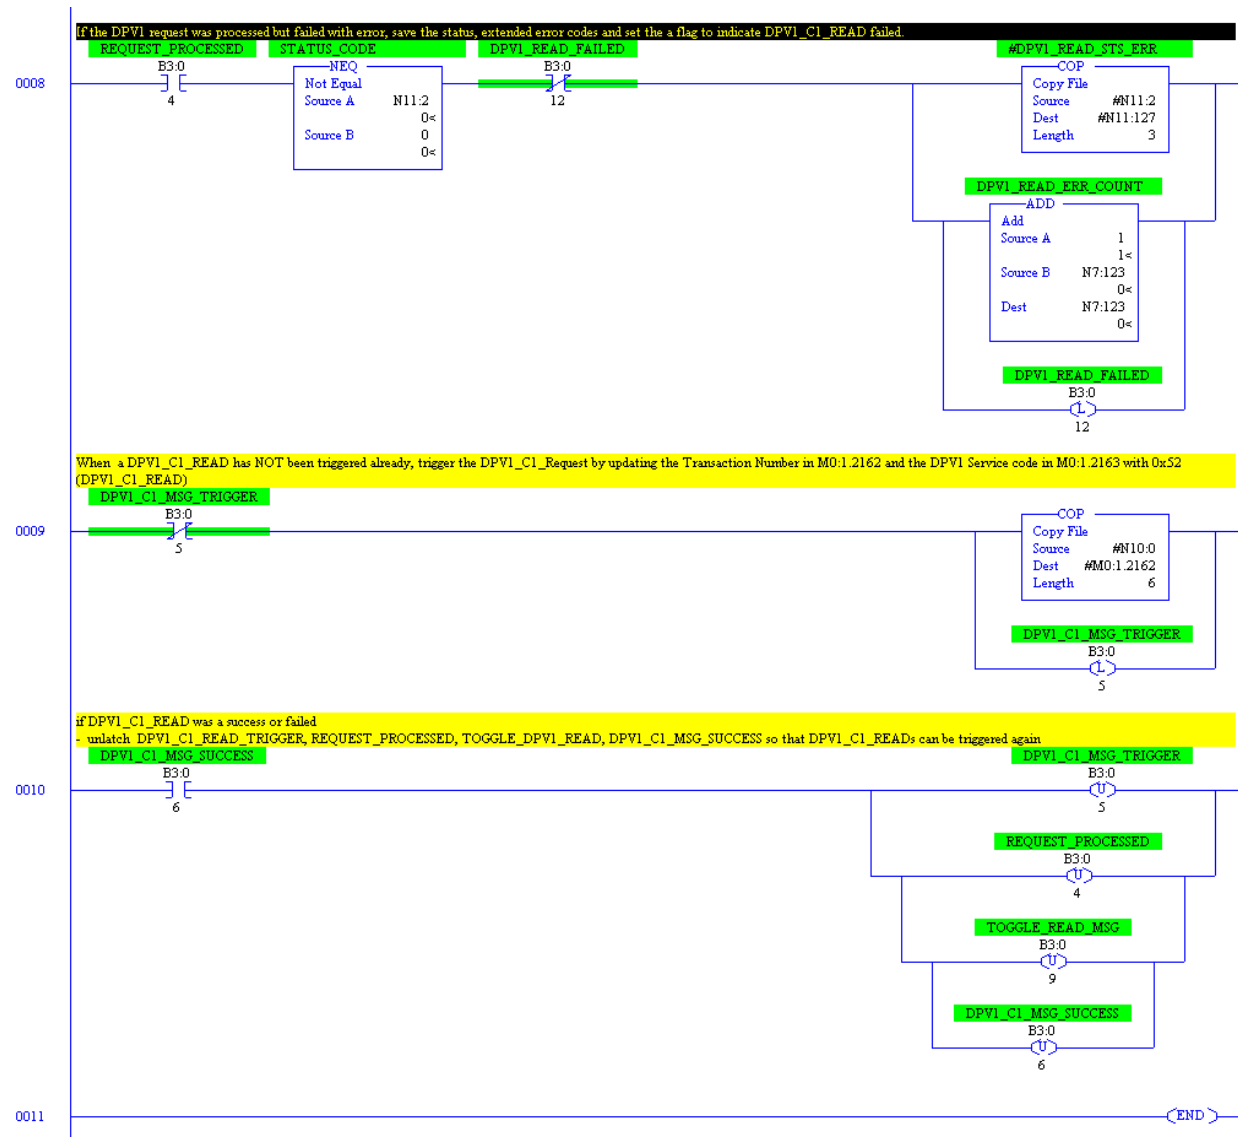 If the DPV1 request was processed but failed with error, save the status, extended error codes and set the a flag to indicate DPV1_C1_READ failed.
REQUEST_PROCESSED STATUS_CODE DPV1_READ_FAILED #DPV1_READ_STS_ERR
B3:0 NEQ B3:0 COP
0008 Not Equal Copy File
4 Source A N11:2 12 Source #N11:2
0< Dest #N11:127
Source B 0 Length 3
0<
DPV1_READ_ERR_COUNT
ADD
Add
Source A 1
1<
Source B N7:123
0<
Dest N7:123
0<
DPV1_READ_FAILED
B3:0
L
12
When a DPV1_C1_READ has NOT been triggered already, trigger the DPV1_C1_Request by updating the Transaction Number in M0:1.2162 and the DPV1 Service code in M0:1.2163 with 0x52
(DPV1_C1_READ)
DPV1_C1_MSG_TRIGGER
B3:0 COP
0009 Copy File
5 Source #N10:0
Dest #M0:1.2162
Length 6
DPV1_C1_MSG_TRIGGER
B3:0
L
5
if DPV1_C1_READ was a success or failed
- unlatch DPV1_C1_READ_TRIGGER, REQUEST_PROCESSED, TOGGLE_DPV1_READ, DPV1_C1_MSG_SUCCESS so that DPV1_C1_READs can be triggered again
DPV1_C1_MSG_SUCCESS DPV1_C1_MSG_TRIGGER
B3:0 B3:0
0010 U
6 5
REQUEST_PROCESSED
B3:0
U
4
TOGGLE_READ_MSG
B3:0
U
9
DPV1_C1_MSG_SUCCESS
B3:0
U
6
0011 END